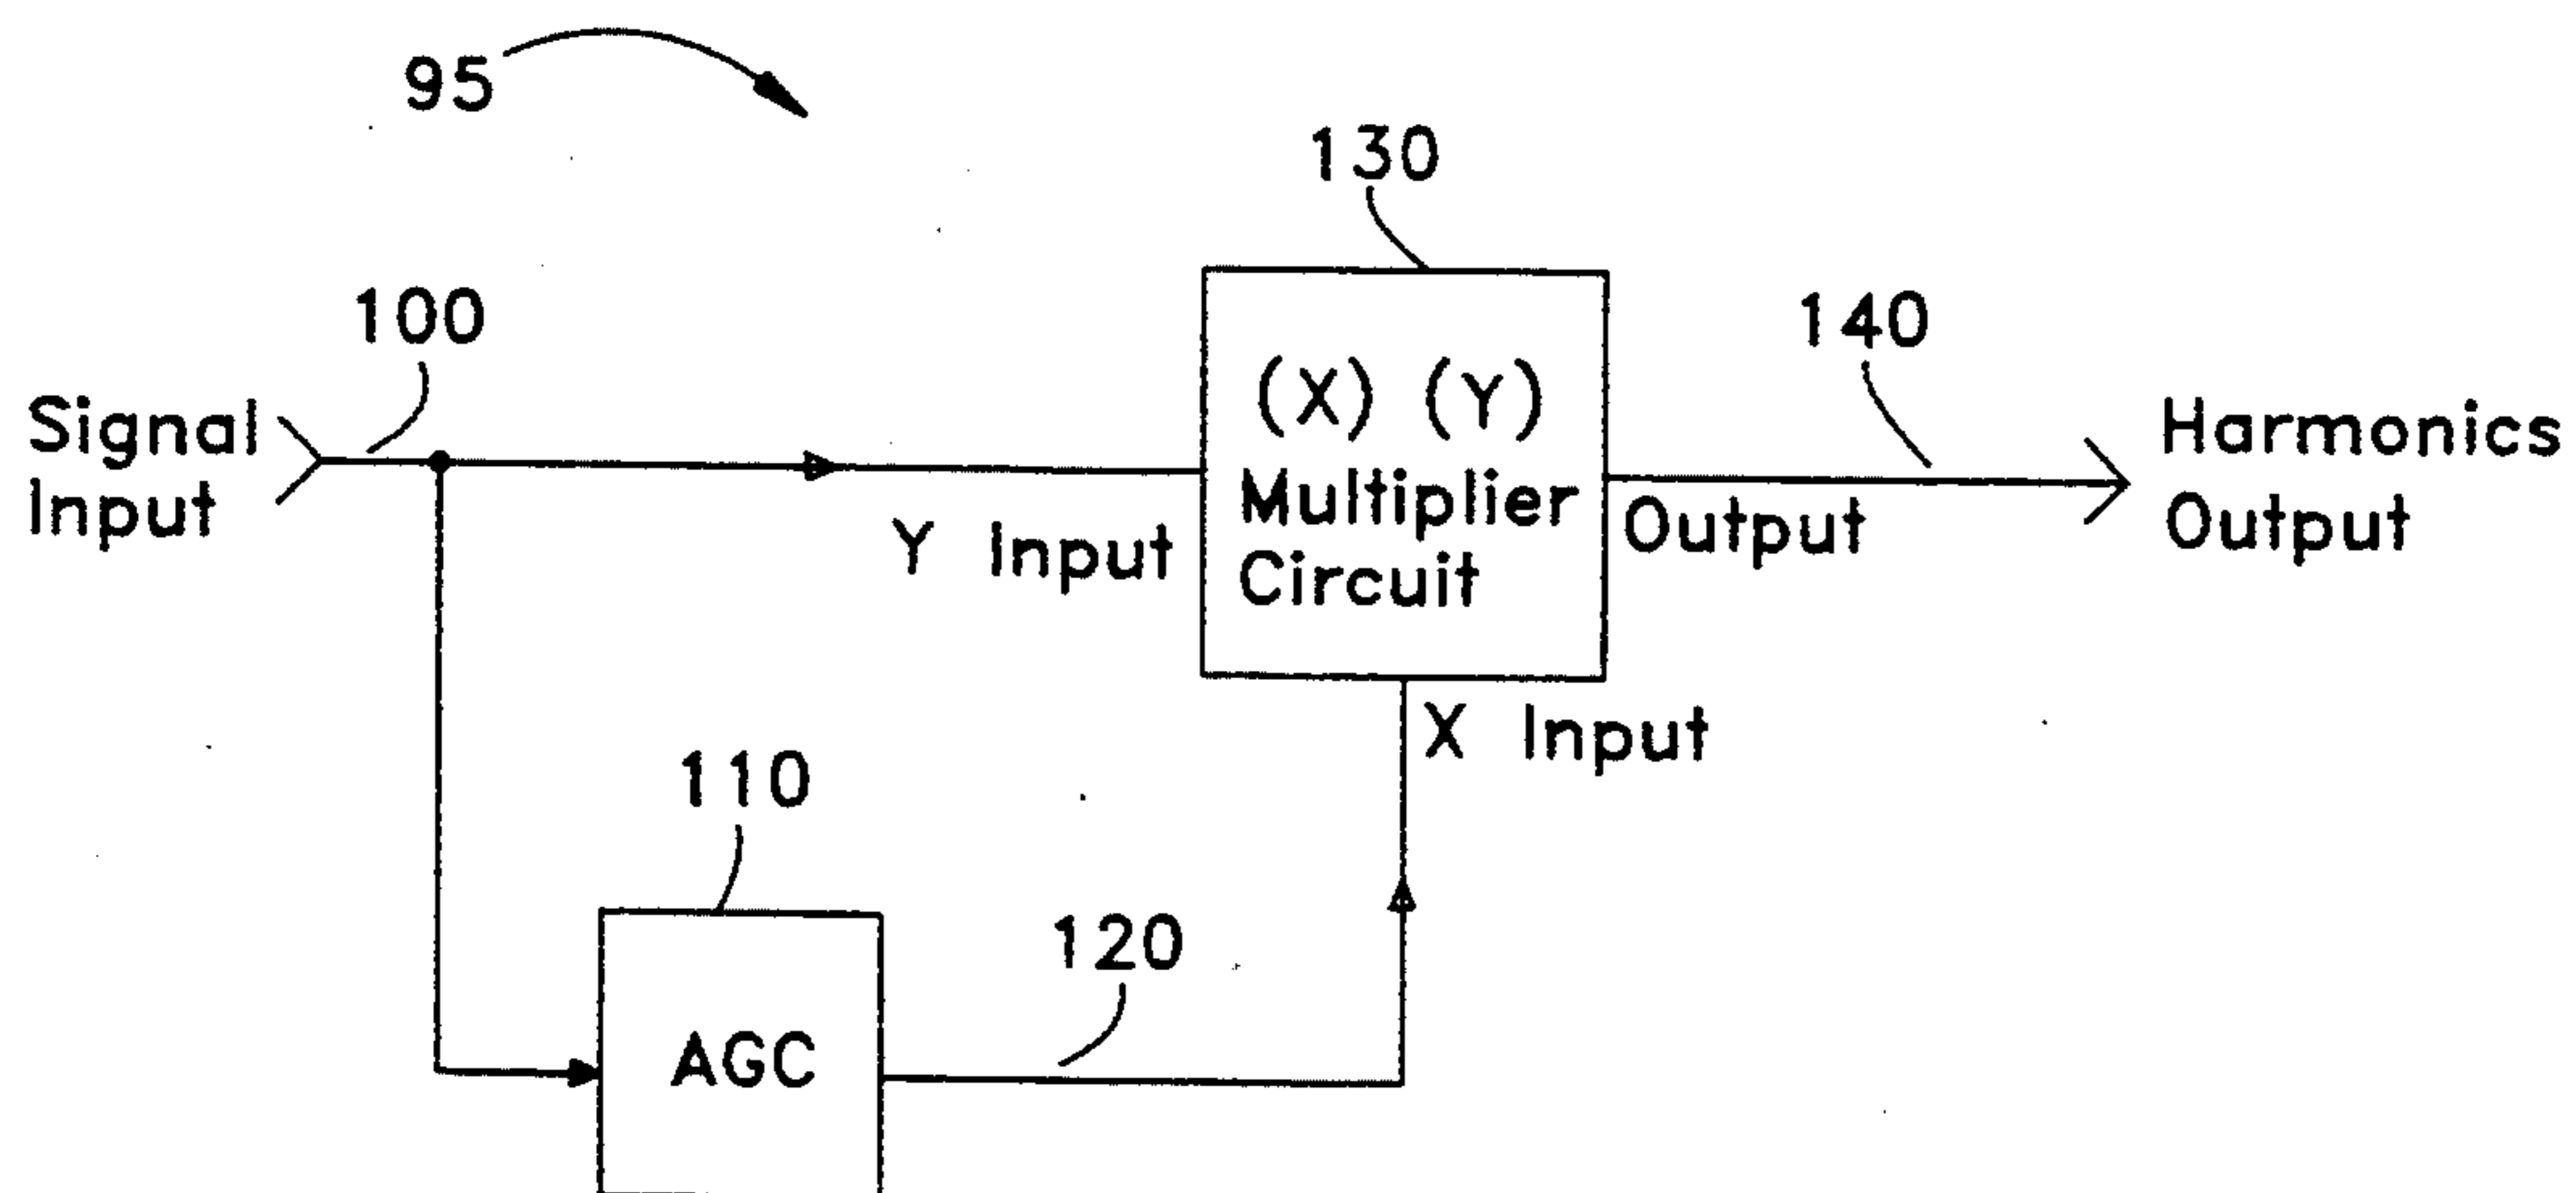 95
130
100
140
Signal
Input
(X) (Y)
Multiplier
Circuit
Y Input
Output
Harmonics
Output
X Input
110
120
AGC